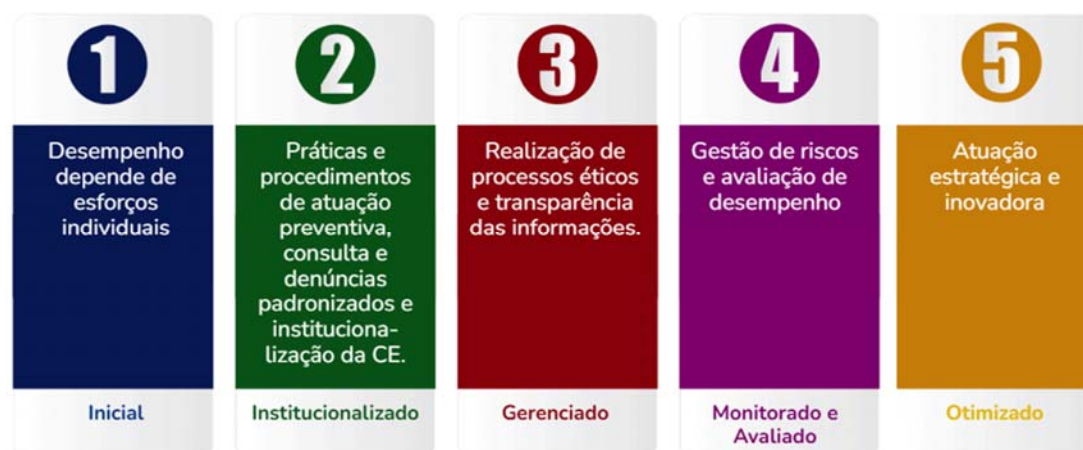 1
Desempenho
depende de
esforços
individuais
Inicial
2
Práticas e
procedimentos
de atuação
preventiva,
consulta e
denúncias
padronizados e
instituciona-
lização da CE.
Institucionalizado
3
Realização de
processos éticos
e transparência
das informações.
Gerenciado
4
Gestão de riscos
e avaliação de
desempenho
Monitorado e
Avaliado
5
Atuação
estratégica e
inovadora
Otimizado